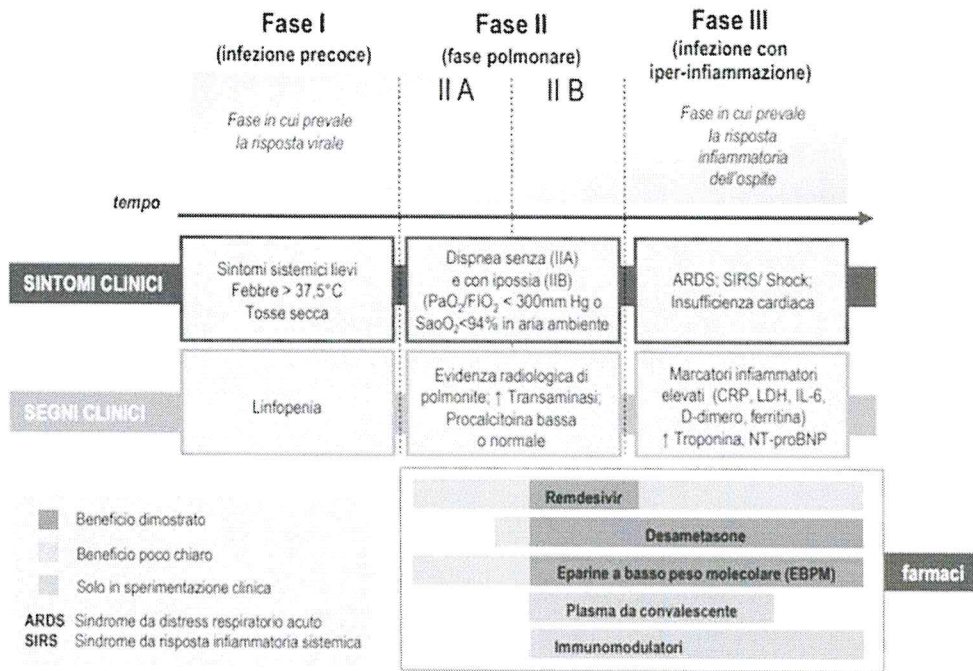 Fase I
(infezione precoce)
Fase II
(fase polmonare)
II A
II B
Fase III
(infezione con
iper-infiammazione)
Fase in cui prevale
la risposta virale
Fase in cui prevale
la risposta
infiammatoria
dell'ospite
tempo
SINTOMI CLINICI
Sintomi sistemici lievi
Febbre > 37,5°C
Tosse secca
Dispnea senza (IIA)
e con ipossia (IIB)
(PaO₂/FIO₂ < 300mm Hg o
SaO₂<94% in aria ambiente
ARDS; SIRS/ Shock;
Insufficienza cardiaca
SEGNI CLINICI
Linfopenia
Evidenza radiologica di
polmonite; ↑ Transaminasi;
Procalcitoina bassa
o normale
Marcatori infiammatori
elevati (CRP, LDH, IL-6,
D-dimero, ferritina)
↑ Troponina, NT-proBNP
Beneficio dimostrato
Beneficio poco chiaro
Solo in sperimentazione clinica
ARDS Sindrome da distress respiratorio acuto
SIRS Sindrome da risposta infiammatoria sistemica
Remdesivir
Desametasone
Eparine a basso peso molecolare (EBPM)
Plasma da convalescente
Immunomodulatori
farmaci